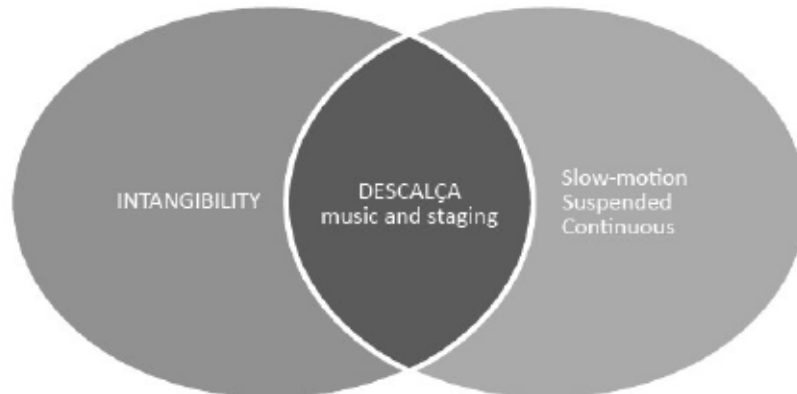 INTANGIBILITY
DESCALÇA
music and staging
Slow-motion
Suspended
Continuous